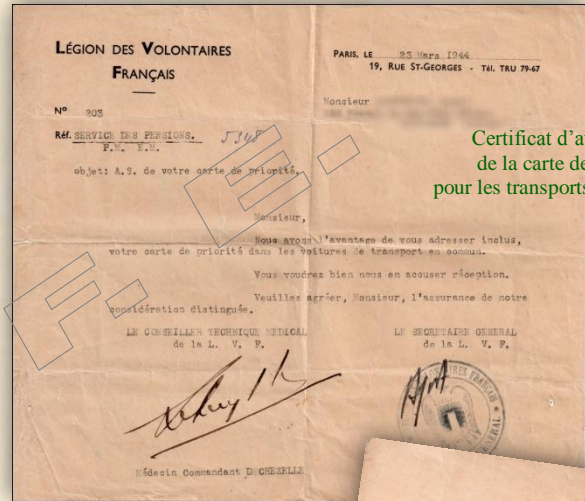 LÉGION DES VOLONTAIRES
FRANÇAIS
PARIS, LE 23 Mars 1944
19, RUE ST-GEORGES - TÉL. TRU 79-67
N° 203
Monsieur
Réf. SERVICE DES PENSIONS. 5348
P.M. E.M.
objet: A.S. de votre carte de priorité.
Certificat d’a
de la carte de
pour les transports
Monsieur,
Nous avons l'avantage de vous adresser inclus,
votre carte de priorité dans les voitures de transport en commun.
Vous voudrez bien nous en accuser réception.
Veuillez agréer, Monsieur, l'assurance de notre
considération distinguée.
LE CONSEILLER TECHNIQUE MEDICAL
de la L. V. F.
LE SECRETAIRE GENERAL
de la L. V. F.
Médecin Commandant
F. E.